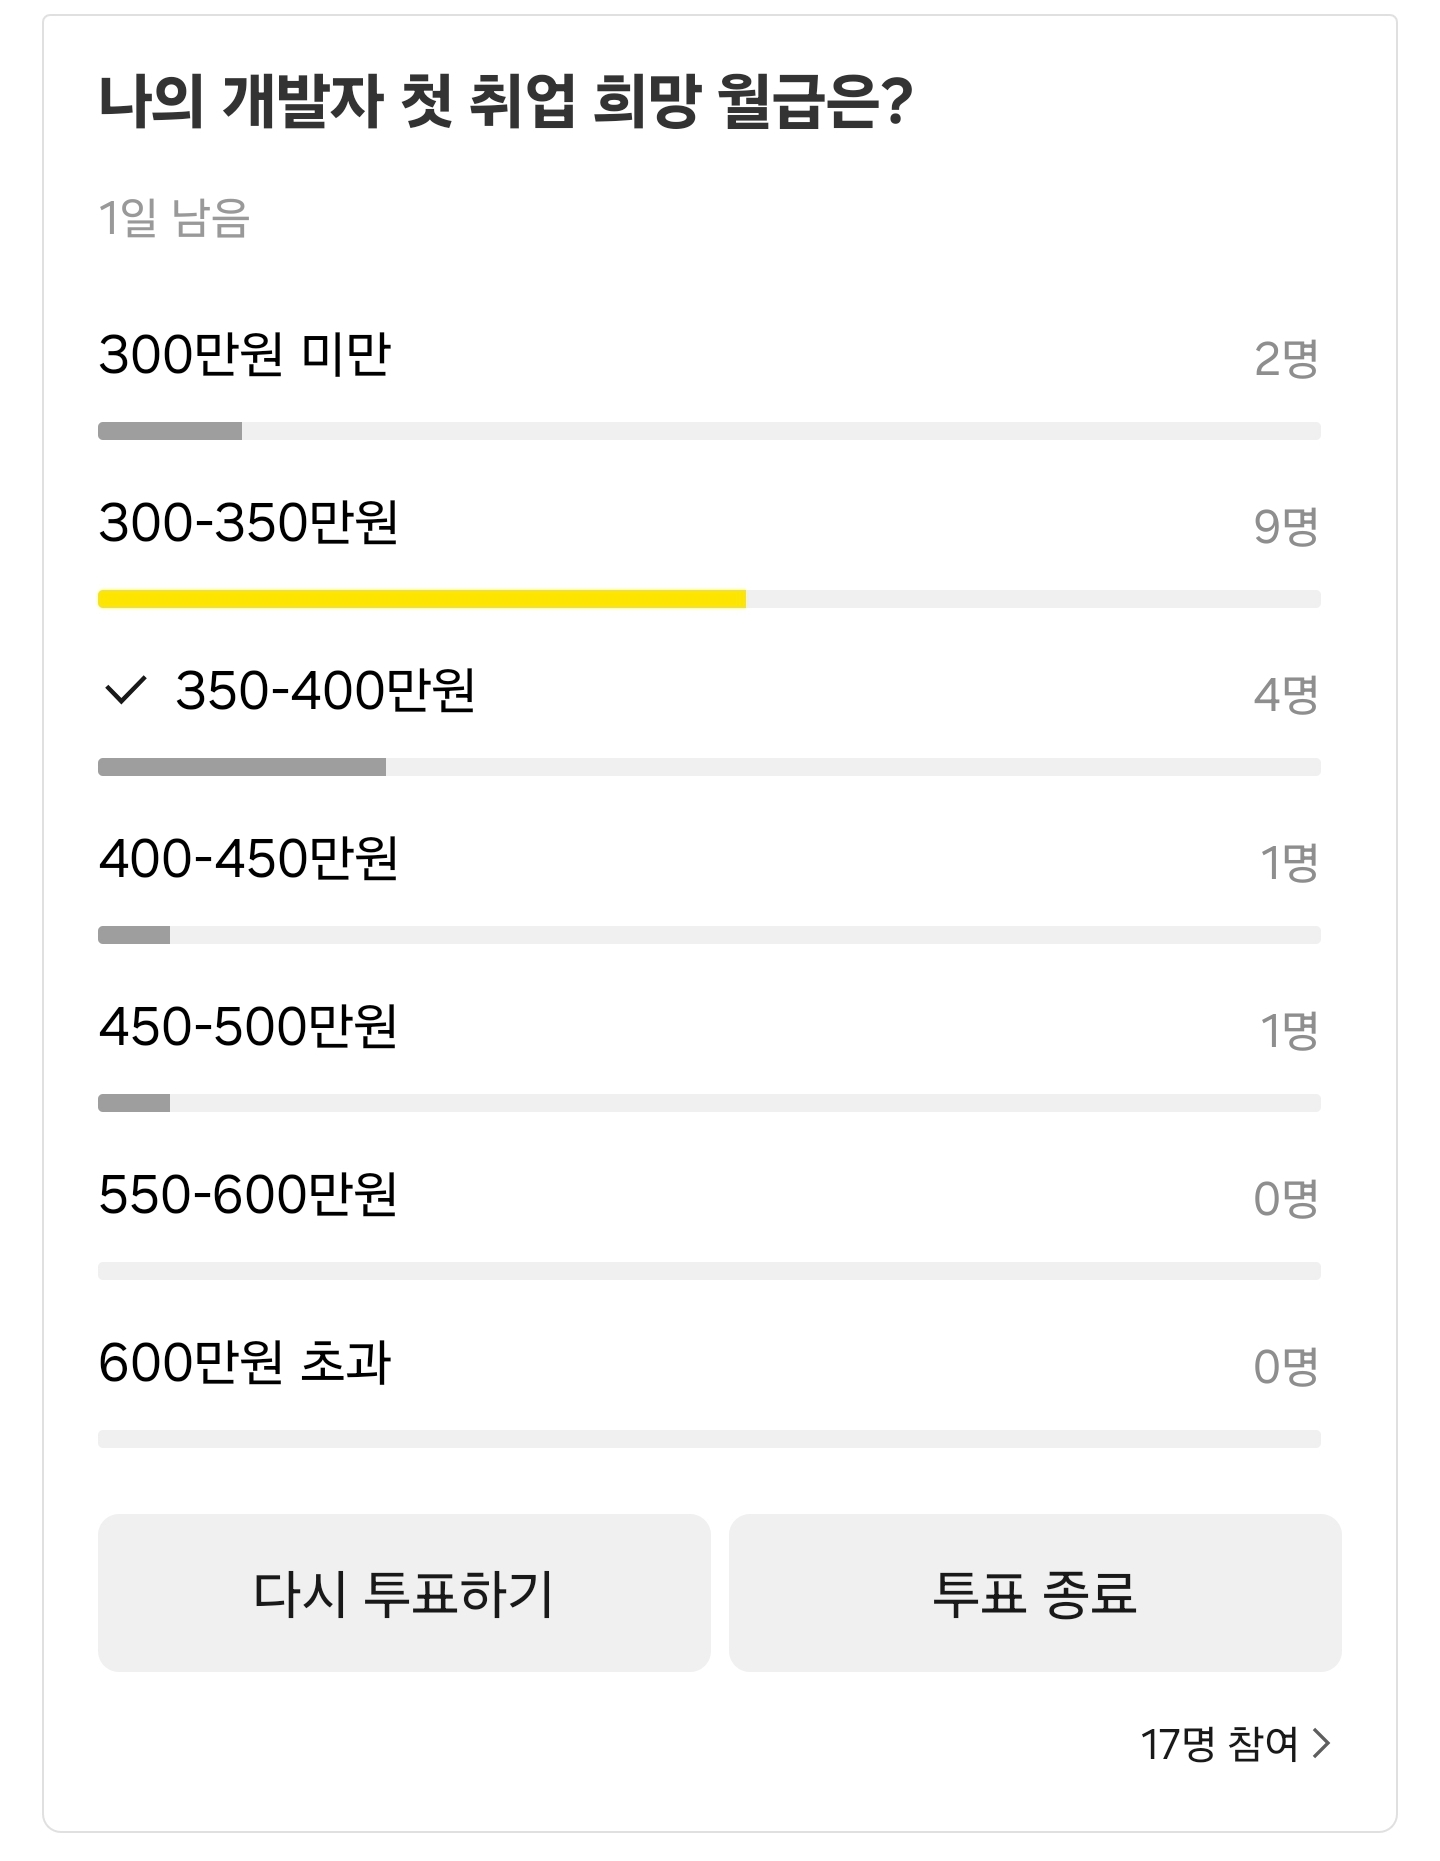 나의 개발자 첫 취업 희망 월급은?
1일 남음
300만원 미만 2명
300-350만원 9명
350-400만원 4명
400-450만원 1명
450-500만원 1명
550-600만원 0명
600만원 초과 0명
다시 투표하기 투표 종료
17명 참여